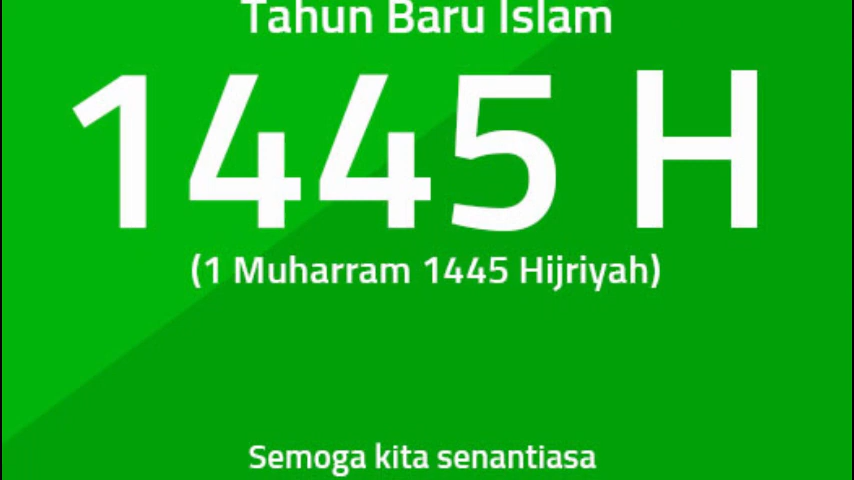 Tahun Baru Islam
1445 H
(1 Muharram 1445 Hijriyah)
Semoga kita senantiasa